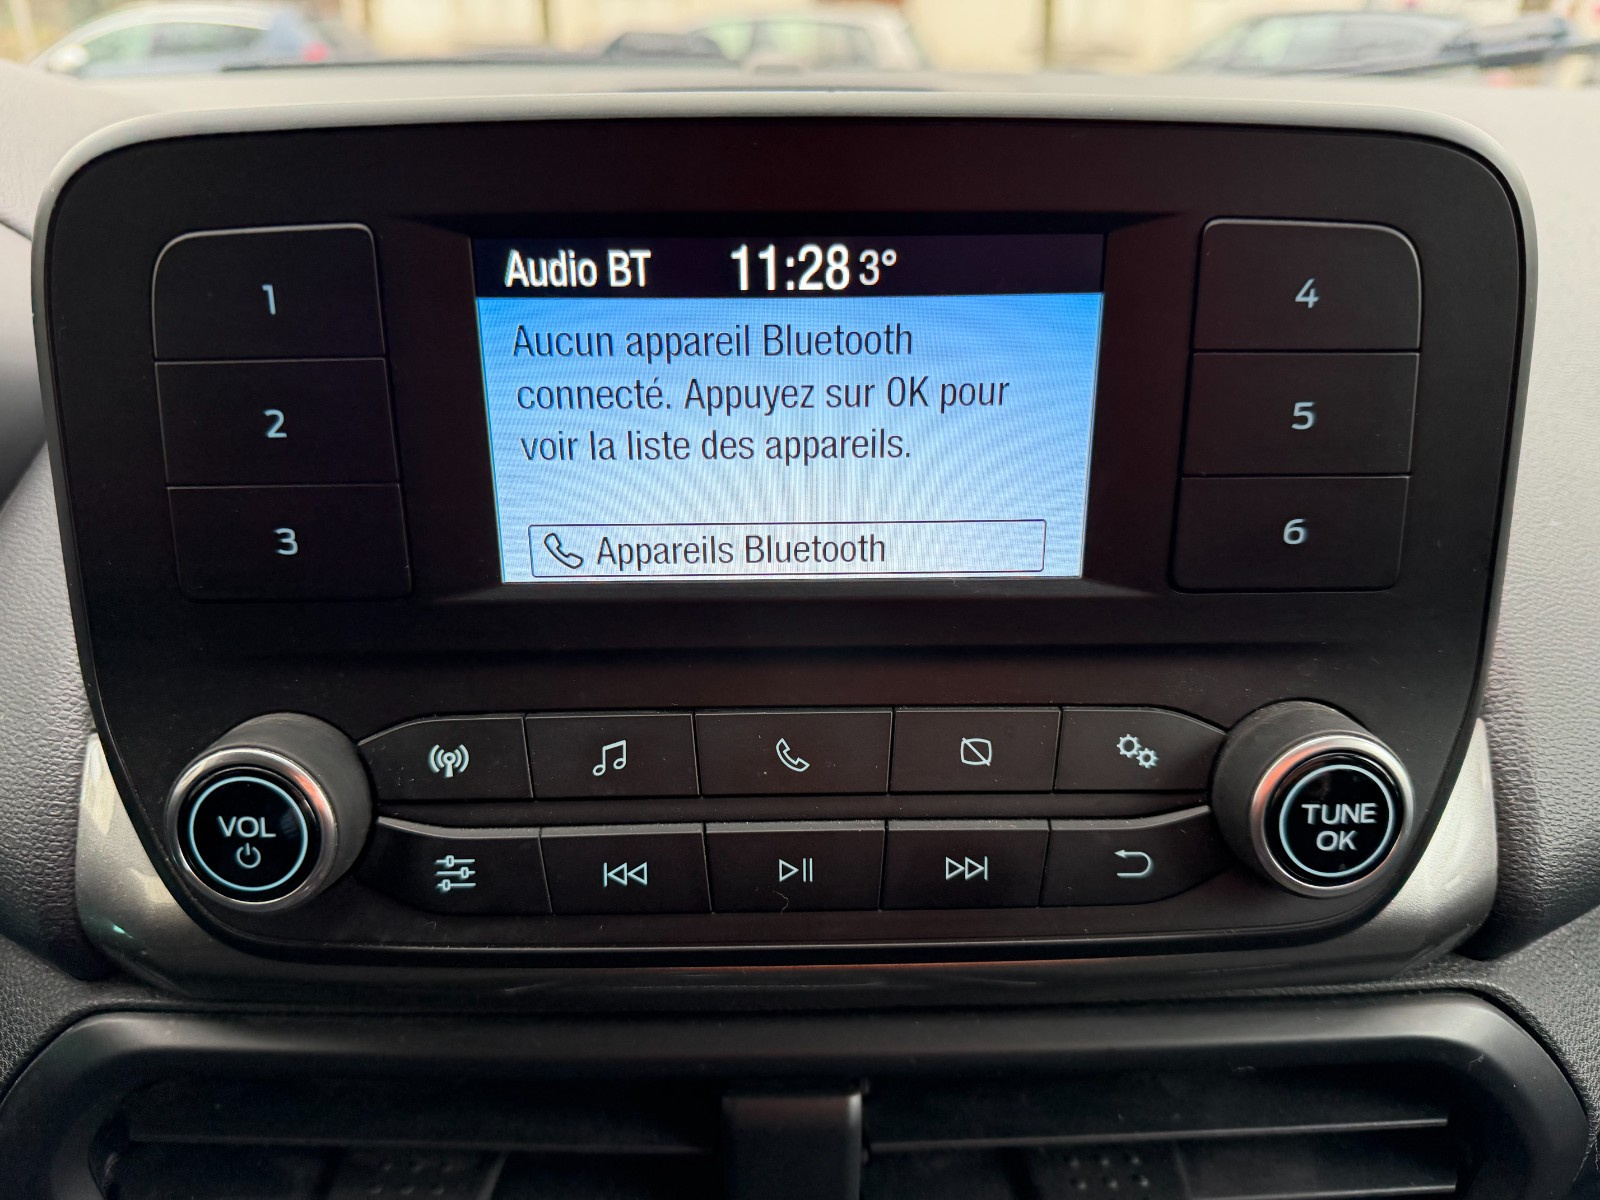 Audio BT 11:28 3°
Aucun appareil Bluetooth
connecté. Appuyez sur OK pour
voir la liste des appareils.
Appareils Bluetooth
1
2
3
4
5
6
VOL
TUNE
OK